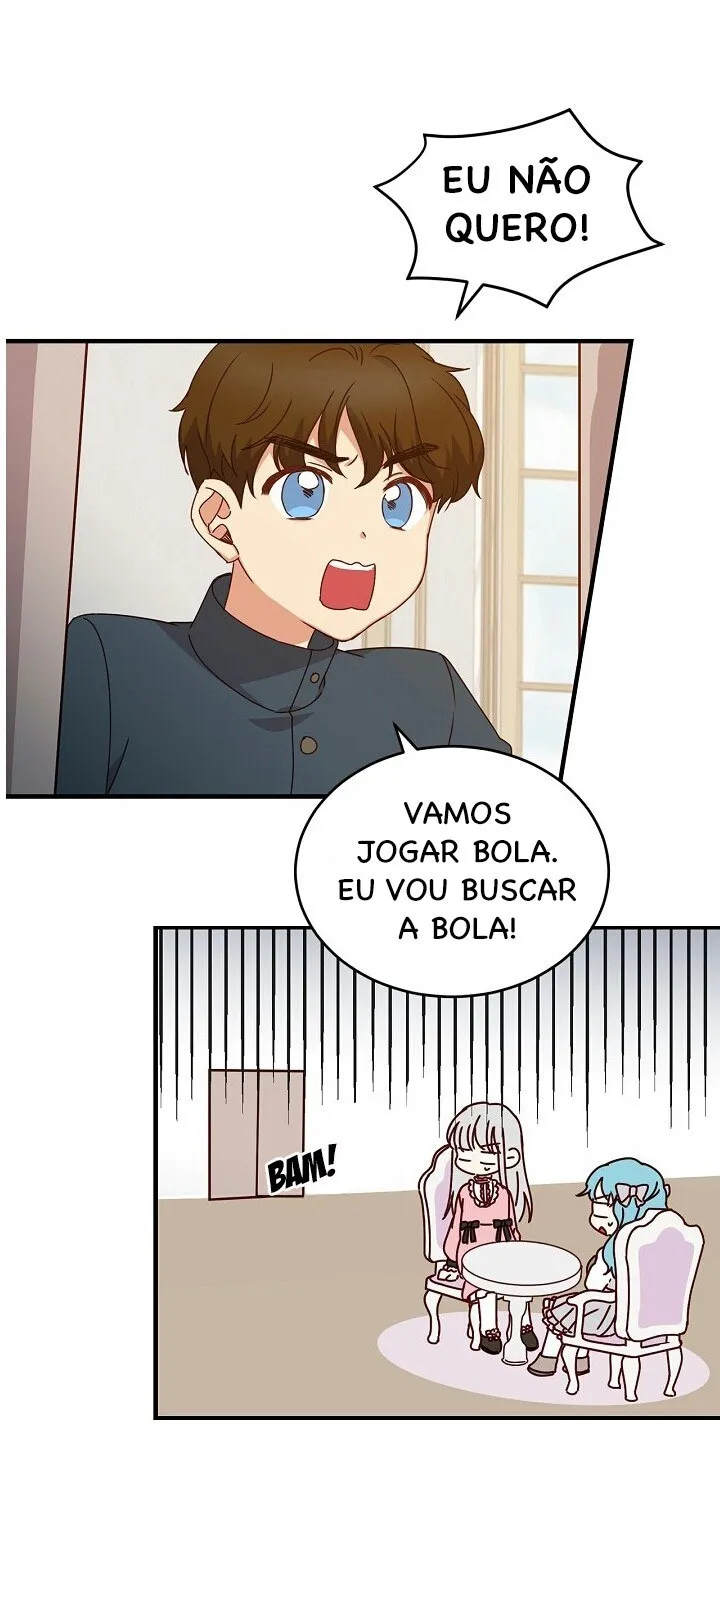 EU NÃO
QUERO!
VAMOS
JOGAR BOLA.
EU VOU BUSCAR
A BOLA!
BAM!